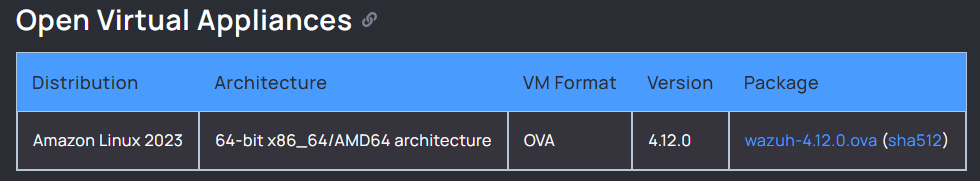 Open Virtual Appliances
Distribution Architecture VM Format Version Package
Amazon Linux 2023 64-bit x86_64/AMD64 architecture OVA 4.12.0 wazuh-4.12.0.ova (sha512)